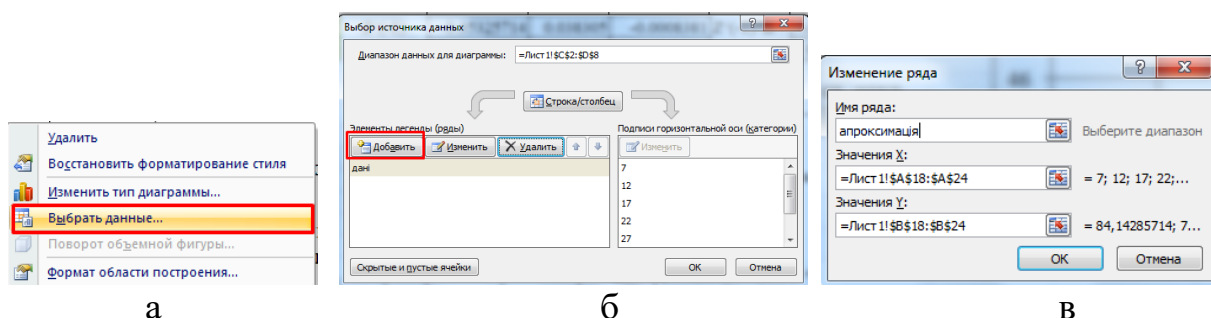 Удалить
Восстановить форматирование стиля
Изменить тип диаграммы...
Выбрать данные...
Поворот объемной фигуры...
Формат области построения...
а
Выбор источника данных
Диапазон данных для диаграммы: =Лист1!$C$2:$D$8
Строка/столбец
Элементы легенды (ряды)
Добавить Изменить Удалить
дані
Подписи горизонтальной оси (категории)
Изменить
7
12
17
22
27
Скрытые и пустые ячейки
ОК Отмена
б
Изменение ряда
Имя ряда:
апроксимація Выберите диапазон
Значения X:
=Лист1!$A$18:$A$24 = 7; 12; 17; 22;...
Значения Y:
=Лист1!$B$18:$B$24 = 84,14285714; 7...
ОК Отмена
в